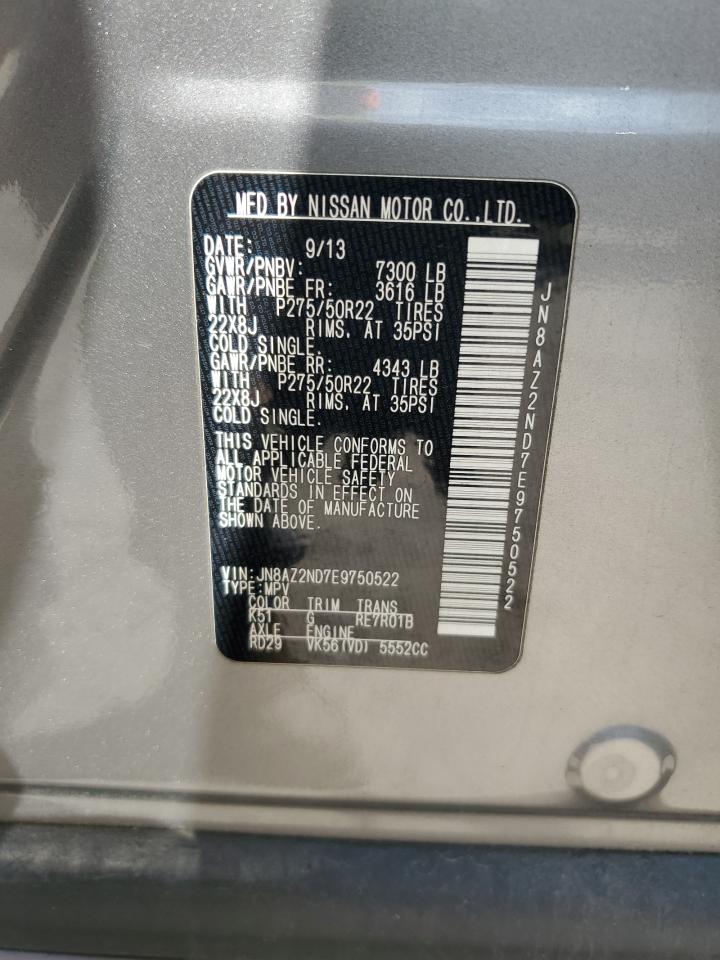 MFD BY NISSAN MOTOR CO.,LTD.
DATE: 9/13
GVWR/PNBV: 7300 LB
GAWR/PNBE FR: 3616 LB
WITH P275/50R22 TIRES
22X8J RIMS, AT 35PSI
COLD SINGLE.
GAWR/PNBE RR: 4343 LB
WITH P275/50R22 TIRES
22X8J RIMS, AT 35PSI
COLD SINGLE.
THIS VEHICLE CONFORMS TO
ALL APPLICABLE FEDERAL
MOTOR VEHICLE SAFETY
STANDARDS IN EFFECT ON
THE DATE OF MANUFACTURE
SHOWN ABOVE.
VIN:JN8AZ2ND7E9750522
TYPE:MPV
COLOR TRIM TRANS
K51 G RE7R01B
AXLE ENGINE
RD29 VK56(VD) 5552CC
JN8AZ2ND7E9750522